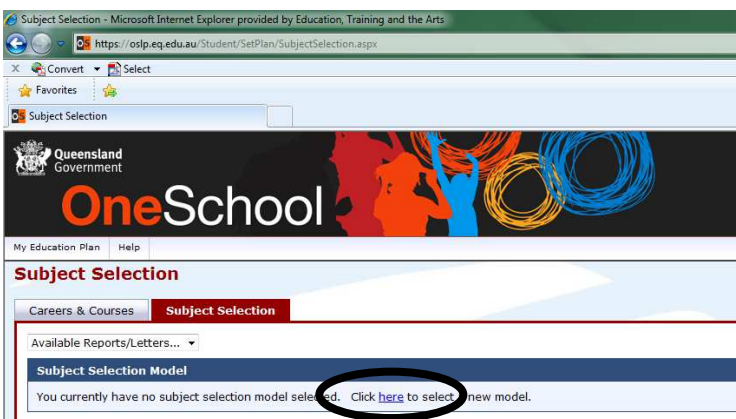 Subject Selection - Microsoft Internet Explorer provided by Education, Training and the Arts
https://oslp.eq.edu.au/Student/SetPlan/SubjectSelection.aspx
x Convert Select
Favorites
OS Subject Selection
Queensland
Government
OneSchool
My Education Plan Help
Subject Selection
Careers & Courses Subject Selection
Available Reports/Letters...
Subject Selection Model
You currently have no subject selection model selected. Click here to select a new model.